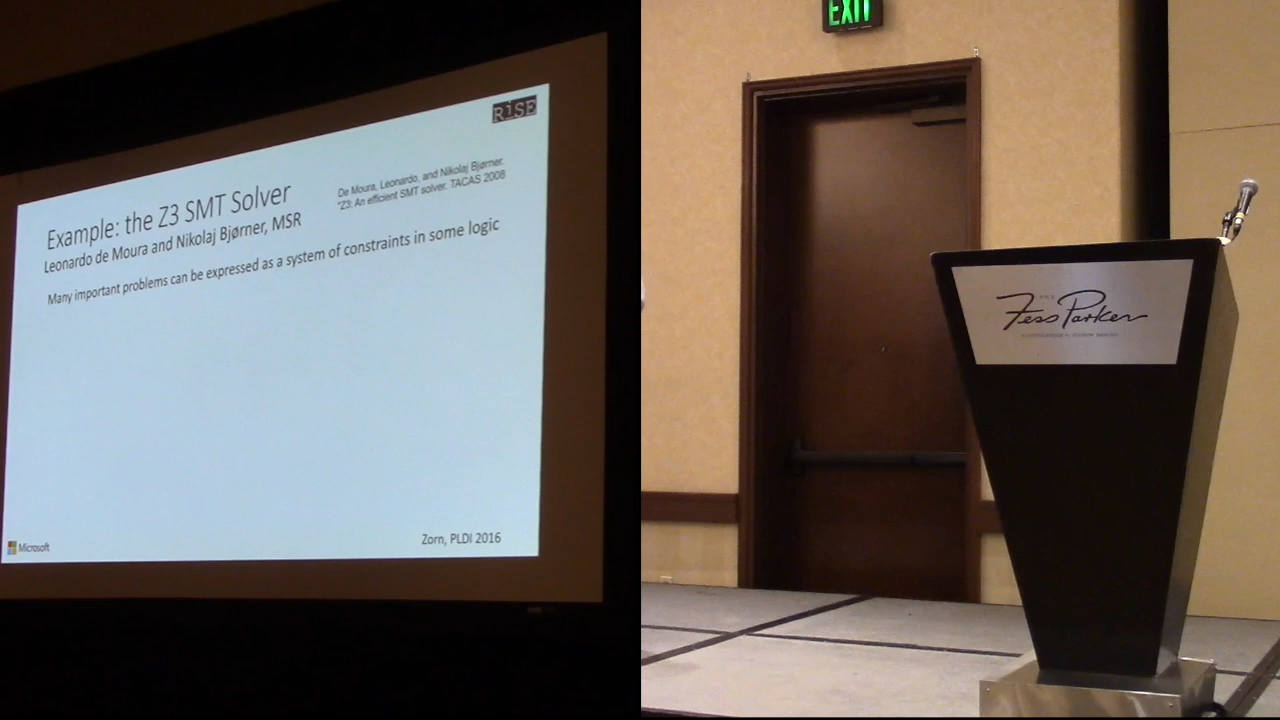 RiSE
Example: the Z3 SMT Solver
Leonardo de Moura and Nikolaj Bjørner, MSR
De Moura, Leonardo, and Nikolaj Bjørner.
"Z3: An efficient SMT solver. TACAS 2008
Many important problems can be expressed as a system of constraints in some logic
Microsoft
Zorn, PLDI 2016
EXIT
THE
Fess Parker